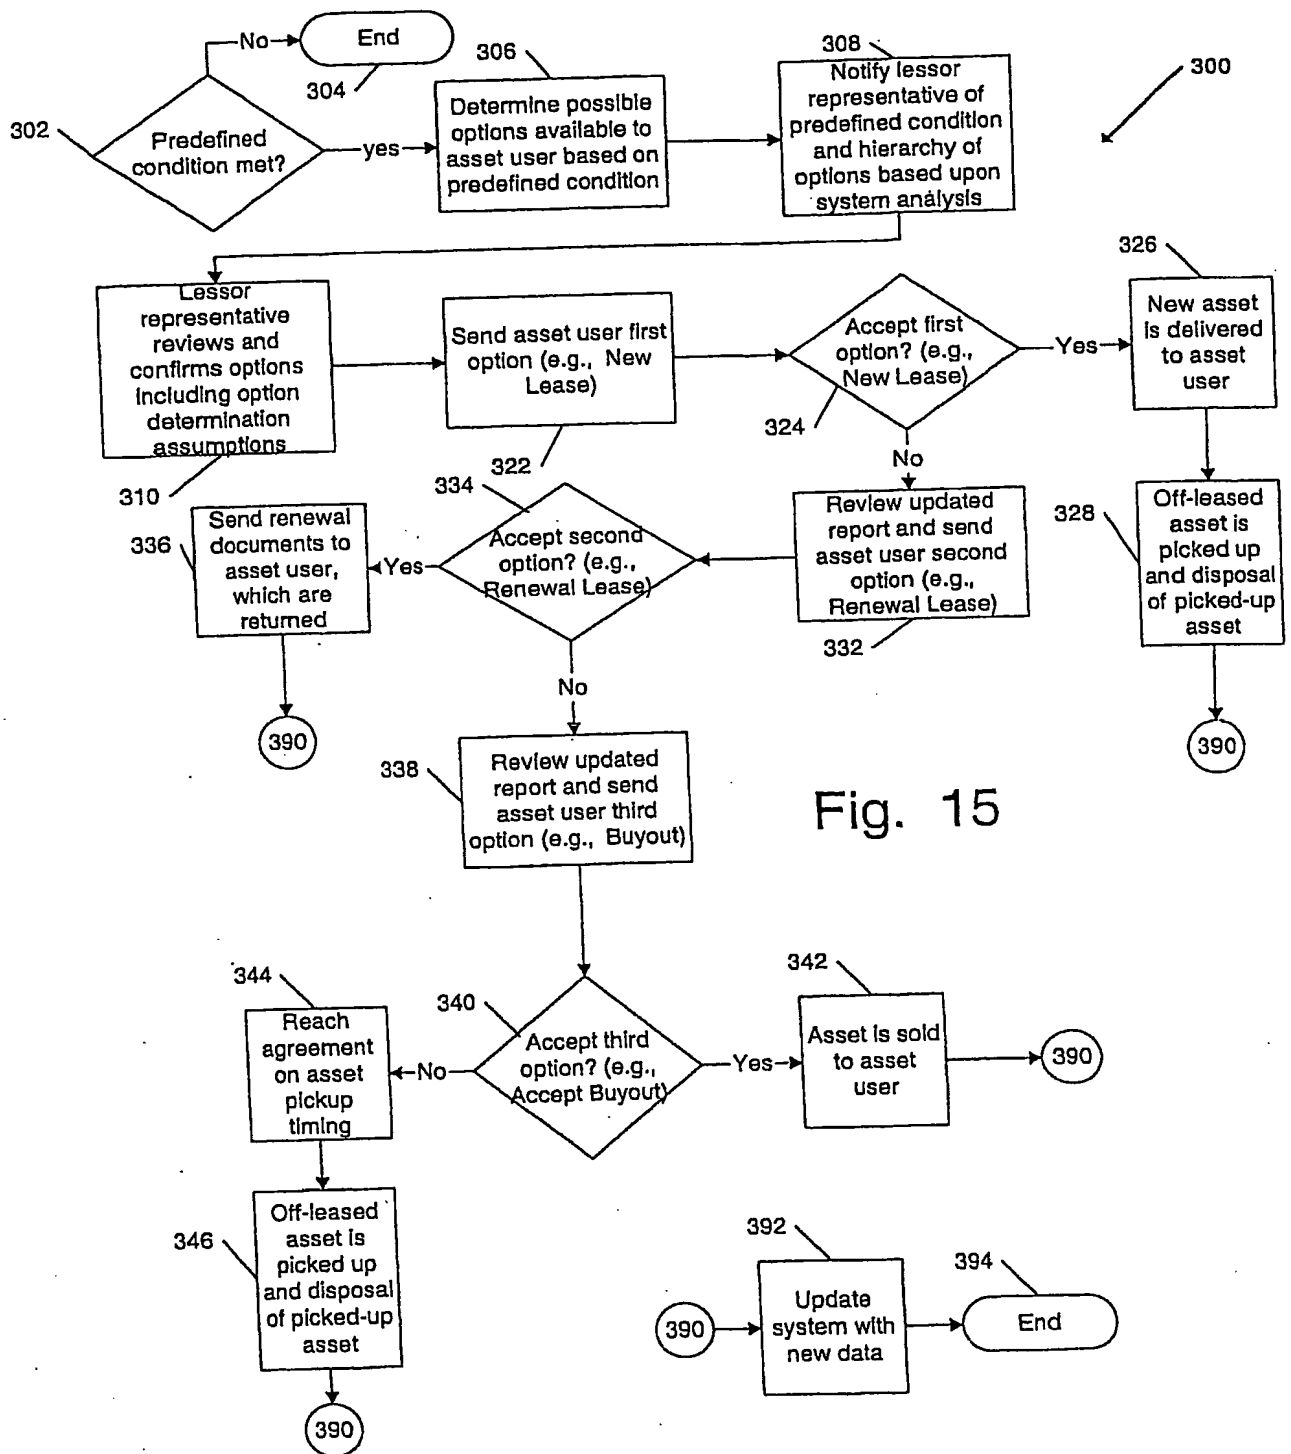 No
End
304
302
Predefined
condition met?
yes
306
Determine possible
options available to
asset user based on
predefined condition
308
Notify lessor
representative of
predefined condition
and hierarchy of
options based upon
system analysis
300
Lessor
representative
reviews and
confirms options
including option
determination
assumptions
310
Send asset user first
option (e.g., New
Lease)
322
Accept first
option? (e.g.,
New Lease)
324
Yes
326
New asset
is delivered
to asset
user
No
328
Off-leased
asset is
picked up
and disposal
of picked-up
asset
390
Review updated
report and send
asset user second
option (e.g.,
Renewal Lease)
332
334
Accept second
option? (e.g.,
Renewal Lease)
Yes
336
Send renewal
documents to
asset user,
which are
returned
390
No
338
Review updated
report and send
asset user third
option (e.g., Buyout)
Fig. 15
340
Accept third
option? (e.g.,
Accept Buyout)
Yes
342
Asset is sold
to asset
user
390
No
344
Reach
agreement
on asset
pickup
timing
346
Off-leased
asset is
picked up
and disposal
of picked-up
asset
390
390
392
Update
system with
new data
394
End